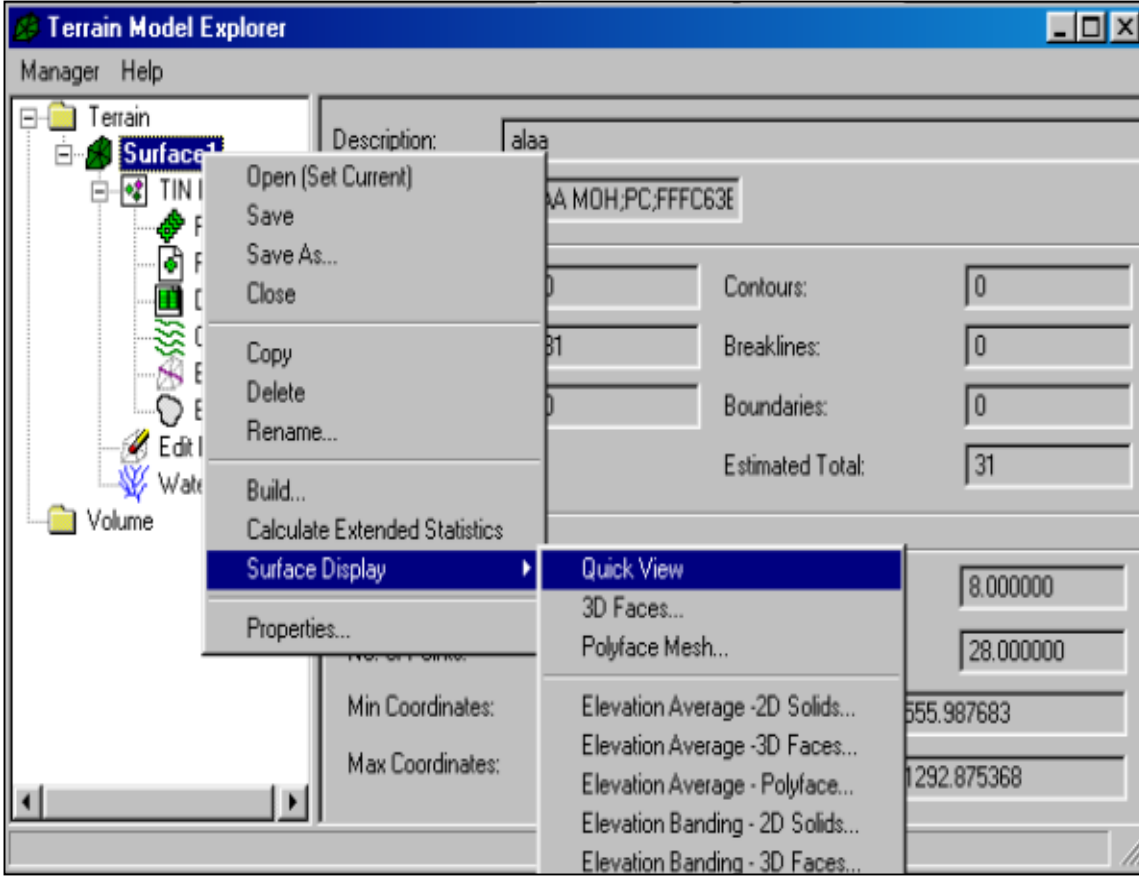 Terrain Model Explorer
Manager Help
Terrain
Surface1
TIN
Edit
Volume
Description: alaa
MOH;PC;FFFC63E
Contours: 0
Breaklines: 0
Boundaries: 0
Estimated Total: 31
8.000000
28.000000
Min Coordinates: 555.987683
Max Coordinates: 1292.875368
Open (Set Current)
Save
Save As...
Close
Copy
Delete
Rename...
Build...
Calculate Extended Statistics
Surface Display
Properties...
Quick View
3D Faces...
Polyface Mesh...
Elevation Average -2D Solids...
Elevation Average -3D Faces...
Elevation Average - Polyface...
Elevation Banding - 2D Solids...
Elevation Banding - 3D Faces...